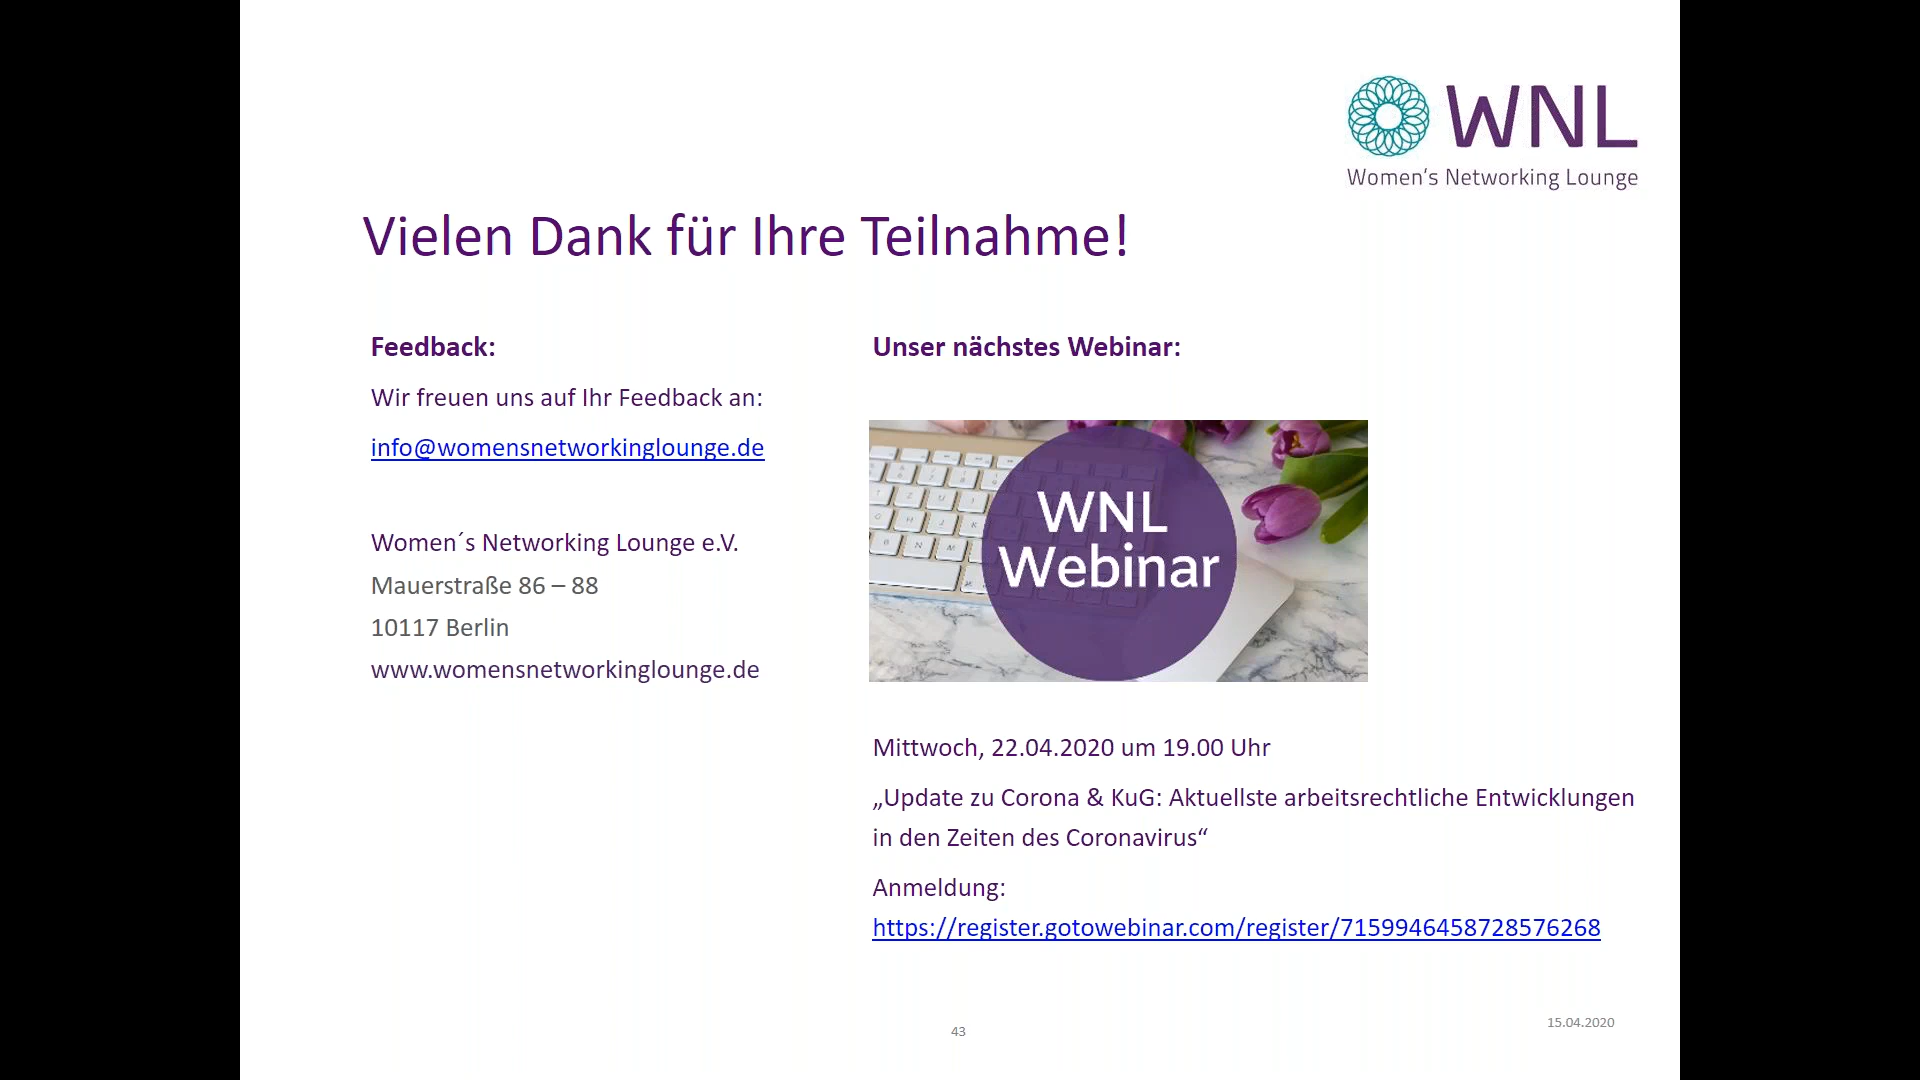 WNL
Women's Networking Lounge
Vielen Dank für Ihre Teilnahme!
Feedback:
Wir freuen uns auf Ihr Feedback an:
info@womensnetworkinglounge.de
Women´s Networking Lounge e.V.
Mauerstraße 86 – 88
10117 Berlin
www.womensnetworkinglounge.de
Unser nächstes Webinar:
WNL
Webinar
Mittwoch, 22.04.2020 um 19.00 Uhr
„Update zu Corona & KuG: Aktuellste arbeitsrechtliche Entwicklungen
in den Zeiten des Coronavirus“
Anmeldung:
https://register.gotowebinar.com/register/7159946458728576268
43
15.04.2020